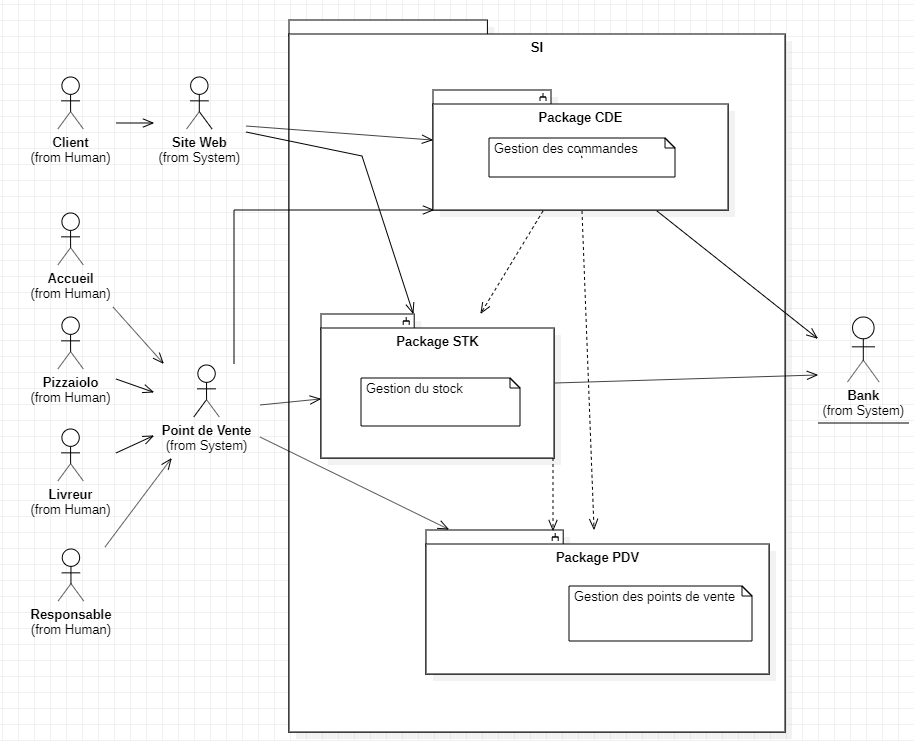 SI
Package CDE
Gestion des commandes
Client
(from Human)
Site Web
(from System)
Accueil
(from Human)
Package STK
Gestion du stock
Pizzaiolo
(from Human)
Bank
(from System)
Point de Vente
(from System)
Livreur
(from Human)
Package PDV
Gestion des points de vente
Responsable
(from Human)